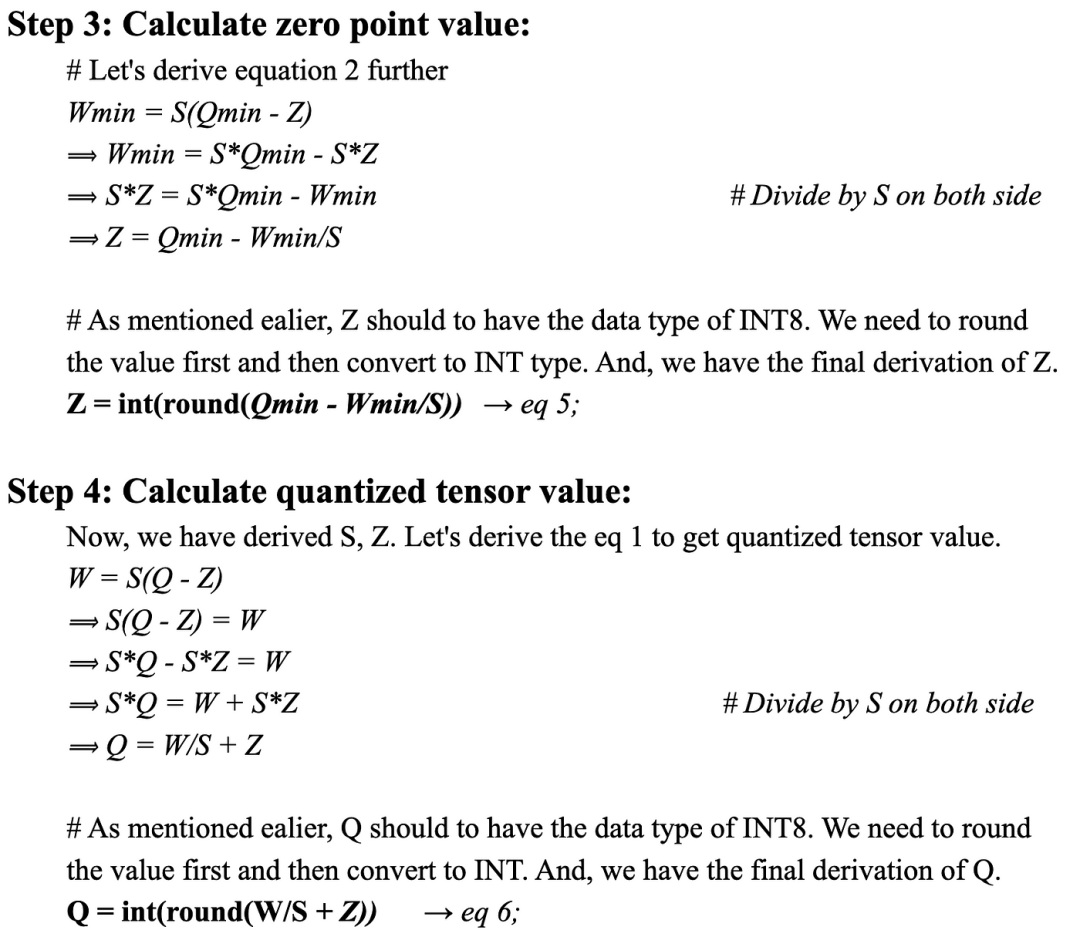 Step 3: Calculate zero point value:
# Let's derive equation 2 further
Wmin = S(Qmin - Z)
⟹ Wmin = S*Qmin - S*Z
⟹ S*Z = S*Qmin - Wmin # Divide by S on both side
⟹ Z = Qmin - Wmin/S
# As mentioned ealier, Z should to have the data type of INT8. We need to round
the value first and then convert to INT type. And, we have the final derivation of Z.
Z = int(round(Qmin - Wmin/S)) → eq 5;
Step 4: Calculate quantized tensor value:
Now, we have derived S, Z. Let's derive the eq 1 to get quantized tensor value.
W = S(Q - Z)
⟹ S(Q - Z) = W
⟹ S*Q - S*Z = W
⟹ S*Q = W + S*Z # Divide by S on both side
⟹ Q = W/S + Z
# As mentioned ealier, Q should to have the data type of INT8. We need to round
the value first and then convert to INT. And, we have the final derivation of Q.
Q = int(round(W/S + Z)) → eq 6;